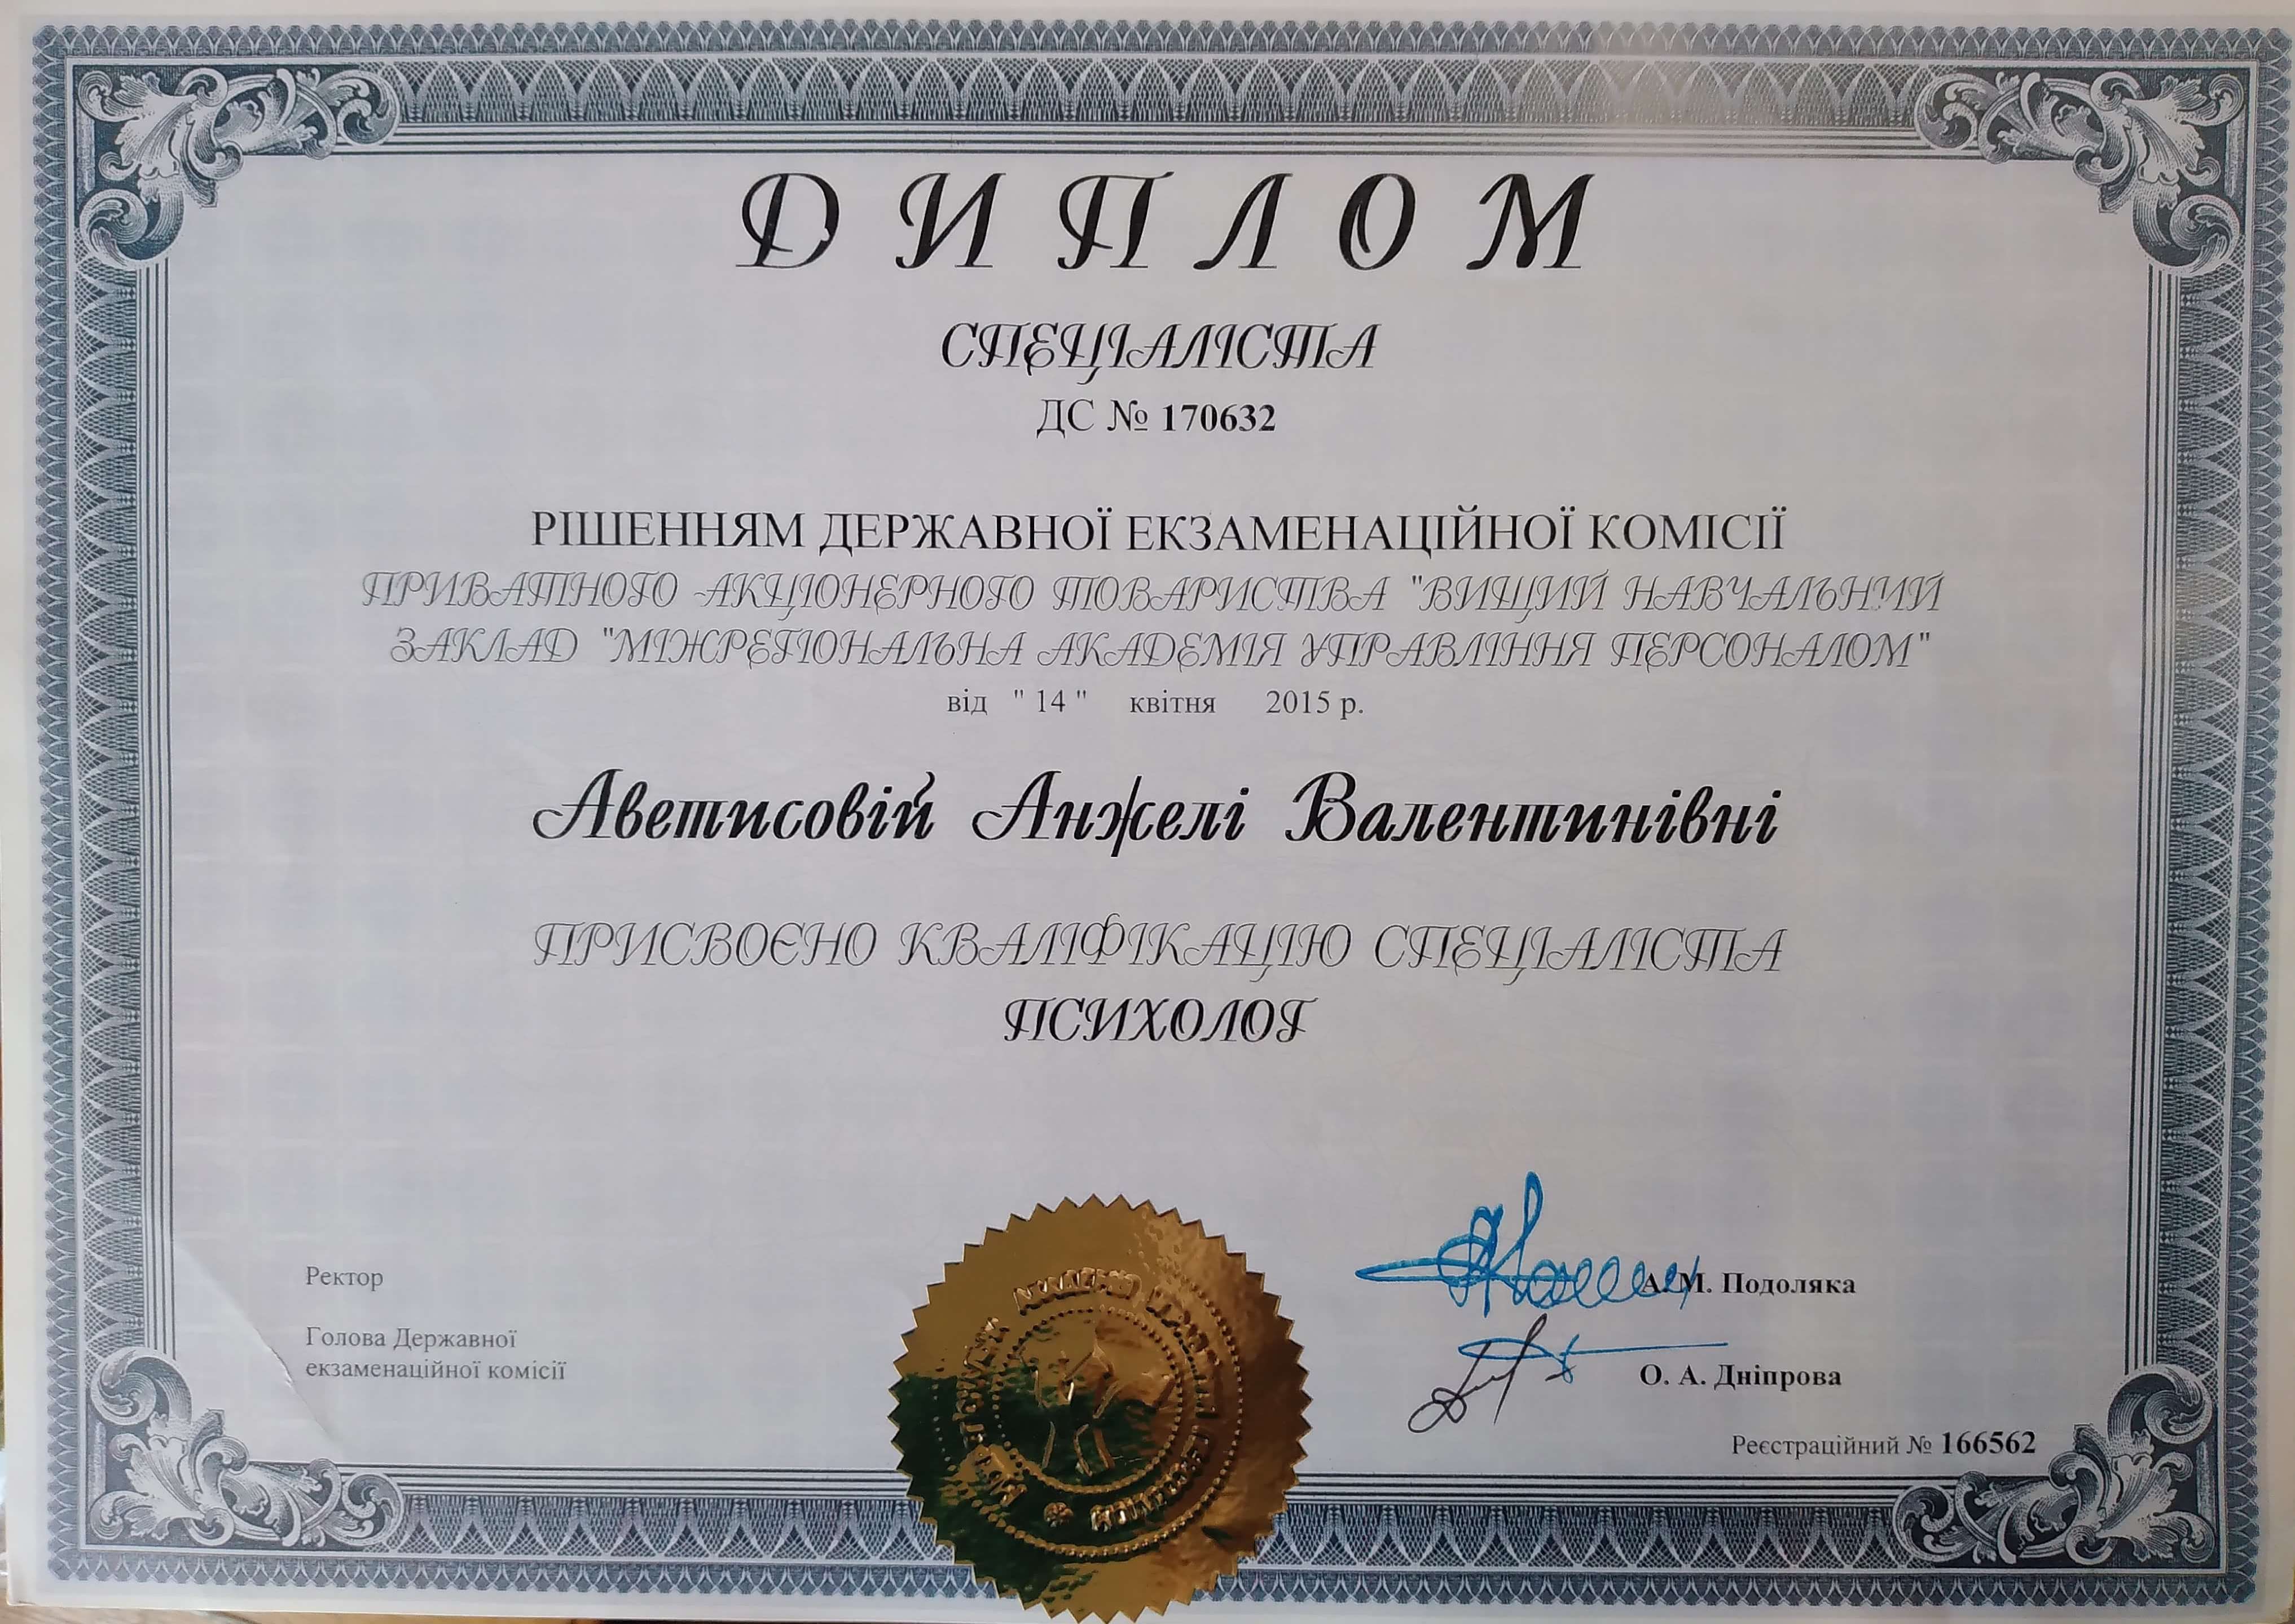 ДИПЛОМ
СПЕЦІАЛІСТА
ДС № 170632
РІШЕННЯМ ДЕРЖАВНОЇ ЕКЗАМЕНАЦІЙНОЇ КОМІСІЇ
ПРИВАТНОГО АКЦІОНЕРНОГО ТОВАРИСТВА "ВИЩИЙ НАВЧАЛЬНИЙ
ЗАКЛАД "МІЖРЕГІОНАЛЬНА АКАДЕМІЯ УПРАВЛІННЯ ПЕРСОНАЛОМ"
від " 14 " квітня 2015 р.
Аветисовій Анжелі Валентинівні
ПРИСВОЄНО КВАЛІФІКАЦІЮ СПЕЦІАЛІСТА
ПСИХОЛОГ
Ректор
А. М. Подоляка
Голова Державної
екзаменаційної комісії
О. А. Дніпрова
Реєстраційний № 166562